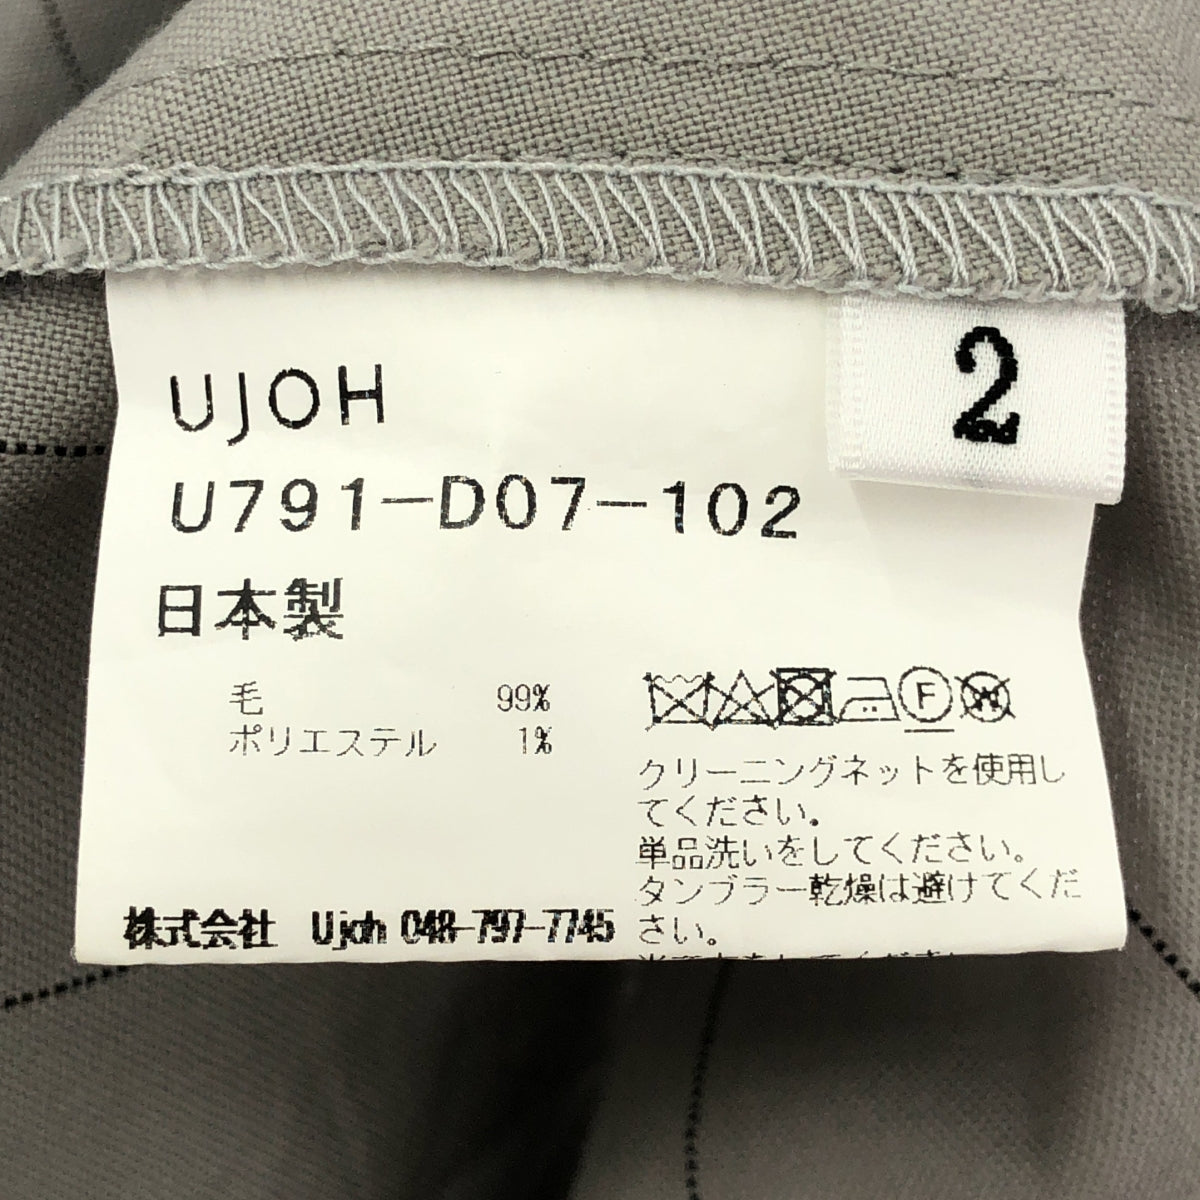 2
UJOH
U791-D07-102
日本製
毛 99%
ポリエステル 1%
F
W
クリーニングネットを使用し
てください。
単品洗いをしてください。
タンブラー乾燥は避けてくだ
さい。
株式会社 Ujoh 048-797-7745